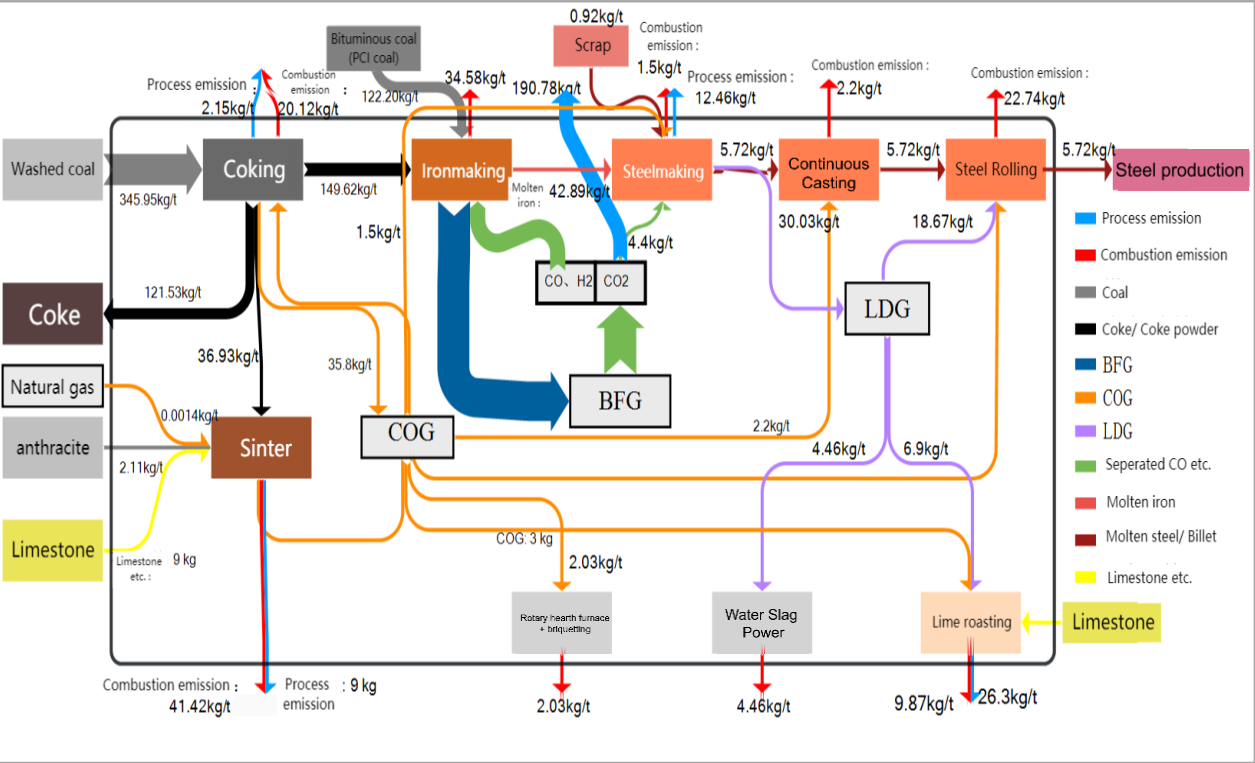 0.92kg/t
Scrap
Combustion
emission :
1.5kg/t
Bituminous coal
(PCI coal)
122.20kg/t
34.58kg/t
190.78kg/t
Process emission :
12.46kg/t
Combustion emission :
2.2kg/t
Combustion emission :
22.74kg/t
Process emission :
2.15kg/t
Combustion
emission :
20.12kg/t
Washed coal
345.95kg/t
Coking
149.62kg/t
Ironmaking
Molten
iron :
42.89kg/t
Steelmaking
5.72kg/t
Continuous
Casting
5.72kg/t
Steel Rolling
5.72kg/t
Steel production
1.5kg/t
4.4kg/t
30.03kg/t
18.67kg/t
CO、H2
CO2
Coke
121.53kg/t
36.93kg/t
35.8kg/t
LDG
BFG
COG
2.2kg/t
4.46kg/t
6.9kg/t
Natural gas
0.0014kg/t
anthracite
2.11kg/t
Sinter
Limestone
Limestone
etc. :
9 kg
COG: 3 kg
2.03kg/t
Rotary hearth furnace
+ briquetting
Water Slag
Power
Lime roasting
Limestone
Combustion emission :
41.42kg/t
Process
emission
: 9 kg
2.03kg/t
4.46kg/t
9.87kg/t
26.3kg/t
Process emission
Combustion emission
Coal
Coke/ Coke powder
BFG
COG
LDG
Seperated CO etc.
Molten iron
Molten steel/ Billet
Limestone etc.